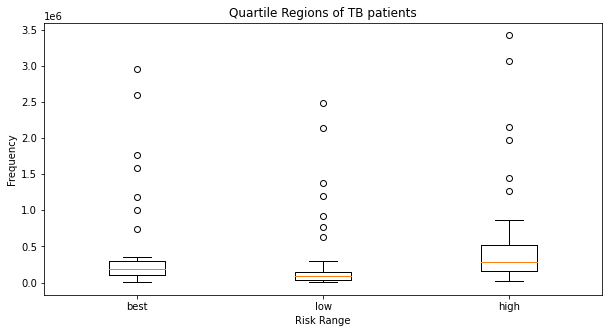 Quartile Regions of TB patients
1e6
3.5
3.0
2.5
2.0
1.5
1.0
0.5
0.0
Frequency
best low high
Risk Range